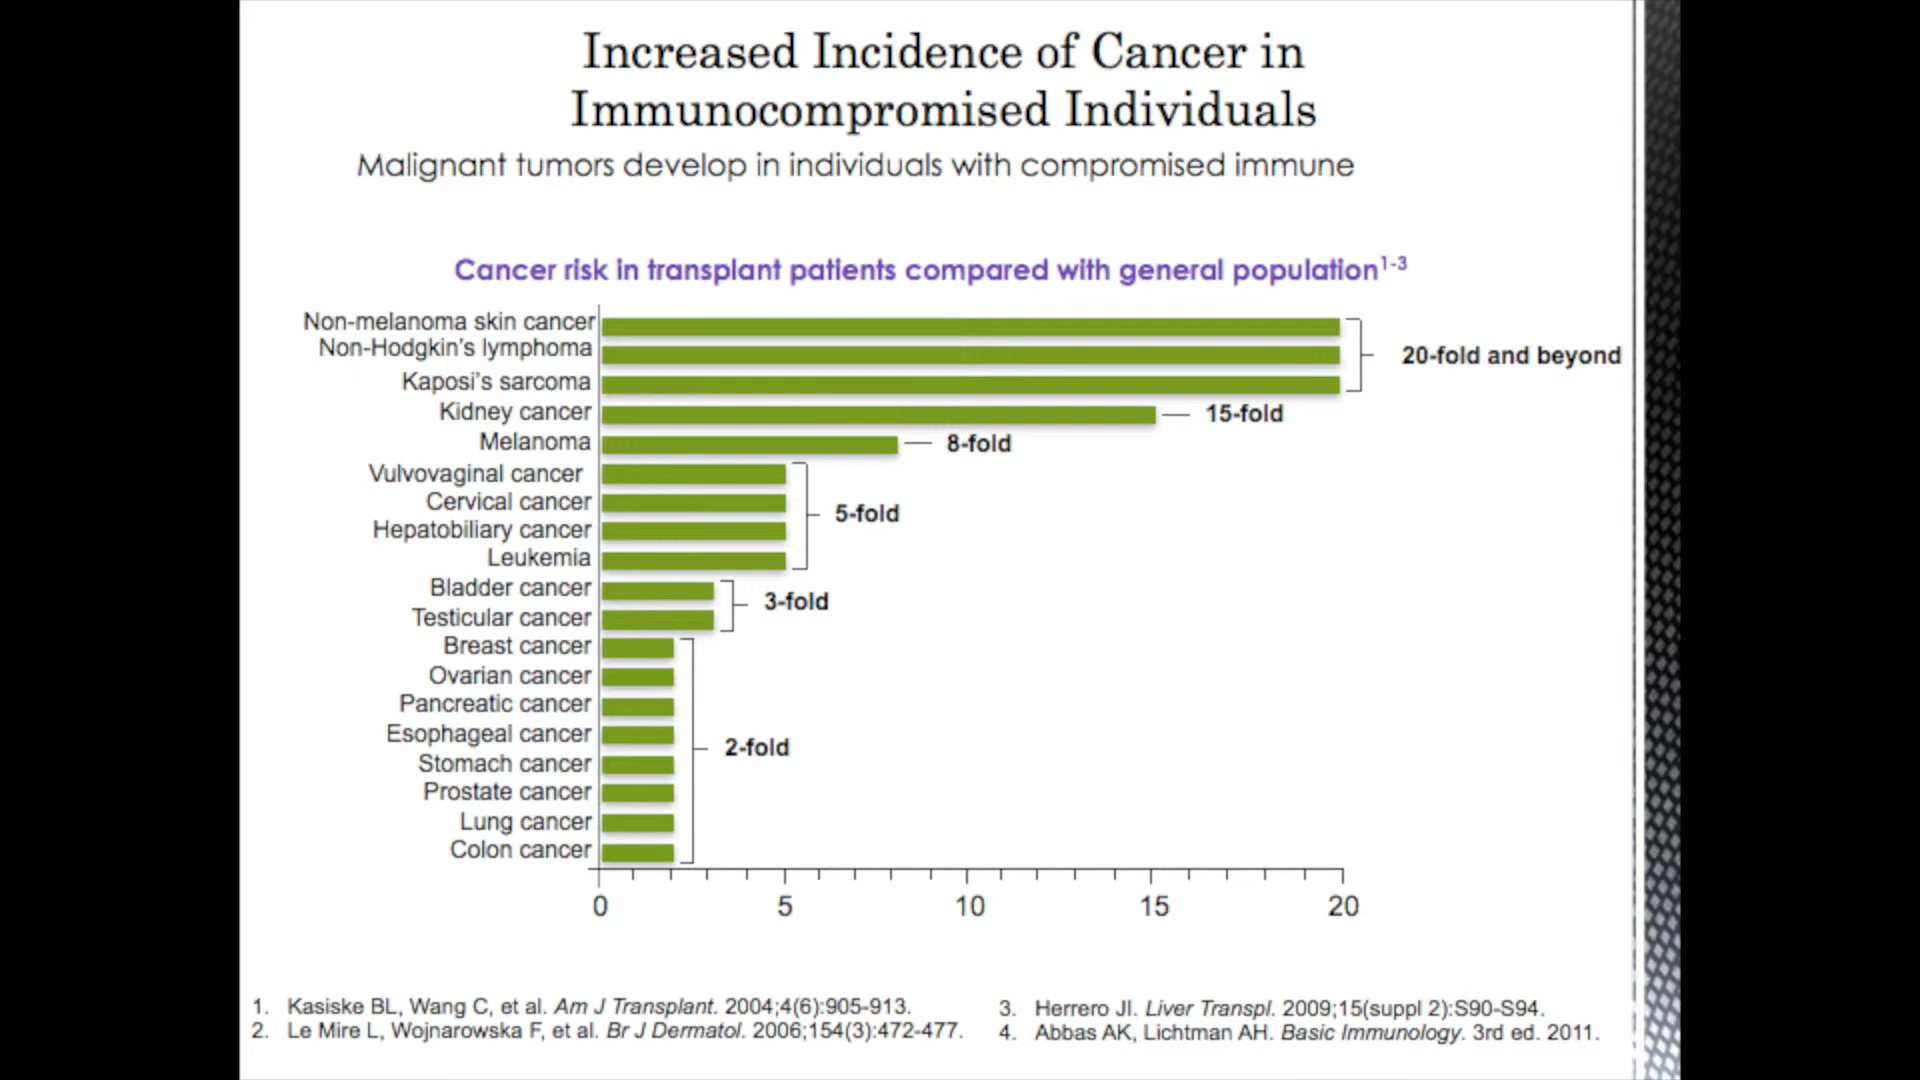 Increased Incidence of Cancer in
Immunocompromised Individuals
Malignant tumors develop in individuals with compromised immune
Cancer risk in transplant patients compared with general population1-3
Non-melanoma skin cancer
Non-Hodgkin's lymphoma
20-fold and beyond
Kaposi's sarcoma
Kidney cancer
15-fold
Melanoma
8-fold
Vulvovaginal cancer
Cervical cancer
5-fold
Hepatobiliary cancer
Leukemia
Bladder cancer
3-fold
Testicular cancer
Breast cancer
Ovarian cancer
Pancreatic cancer
Esophageal cancer
2-fold
Stomach cancer
Prostate cancer
Lung cancer
Colon cancer
0 5 10 15 20
1. Kasiske BL, Wang C, et al. Am J Transplant. 2004;4(6):905-913.
2. Le Mire L, Wojnarowska F, et al. Br J Dermatol. 2006;154(3):472-477.
3. Herrero JI. Liver Transpl. 2009;15(suppl 2):S90-S94.
4. Abbas AK, Lichtman AH. Basic Immunology. 3rd ed. 2011.